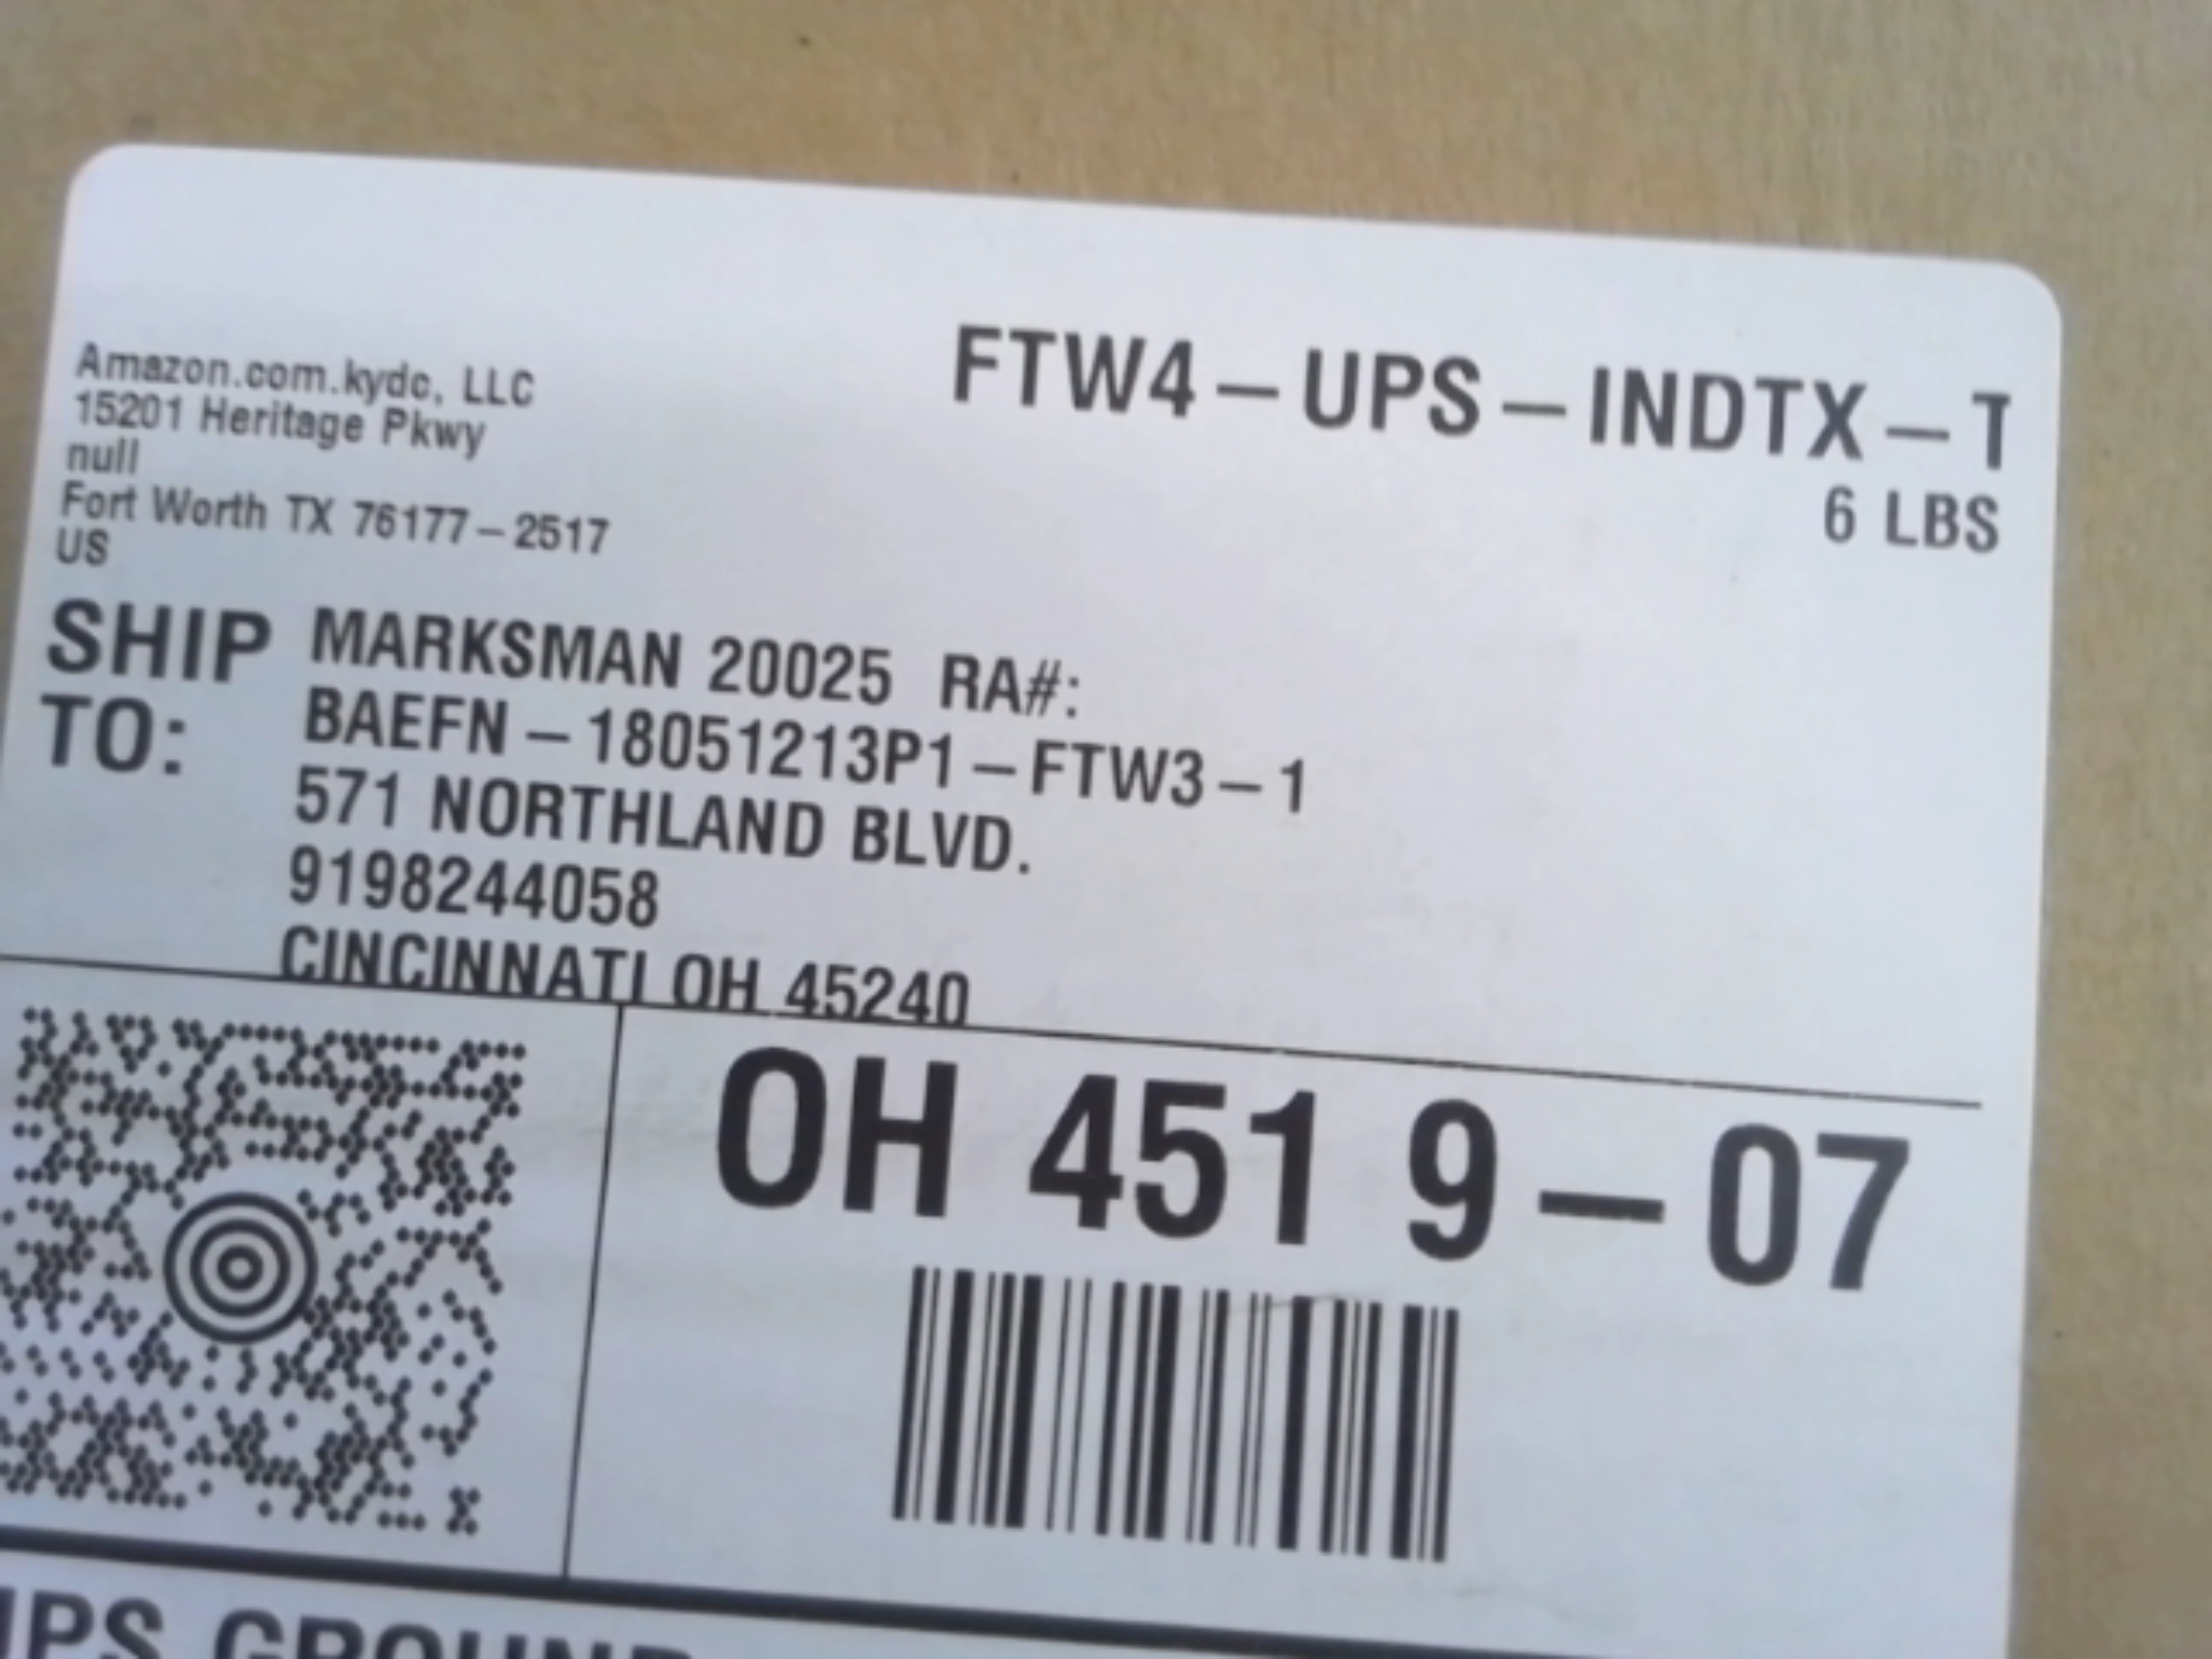 Amazon.com.kydc, LLC
15201 Heritage Pkwy
null
Fort Worth TX 76177-2517
US
FTW4-UPS-INDTX-T
6 LBS
SHIP TO:
MARKSMAN 20025 RA#:
BAEFN-18051213P1-FTW3-1
571 NORTHLAND BLVD.
9198244058
CINCINNATI OH 45240
OH 451 9-07
UPS GROUND